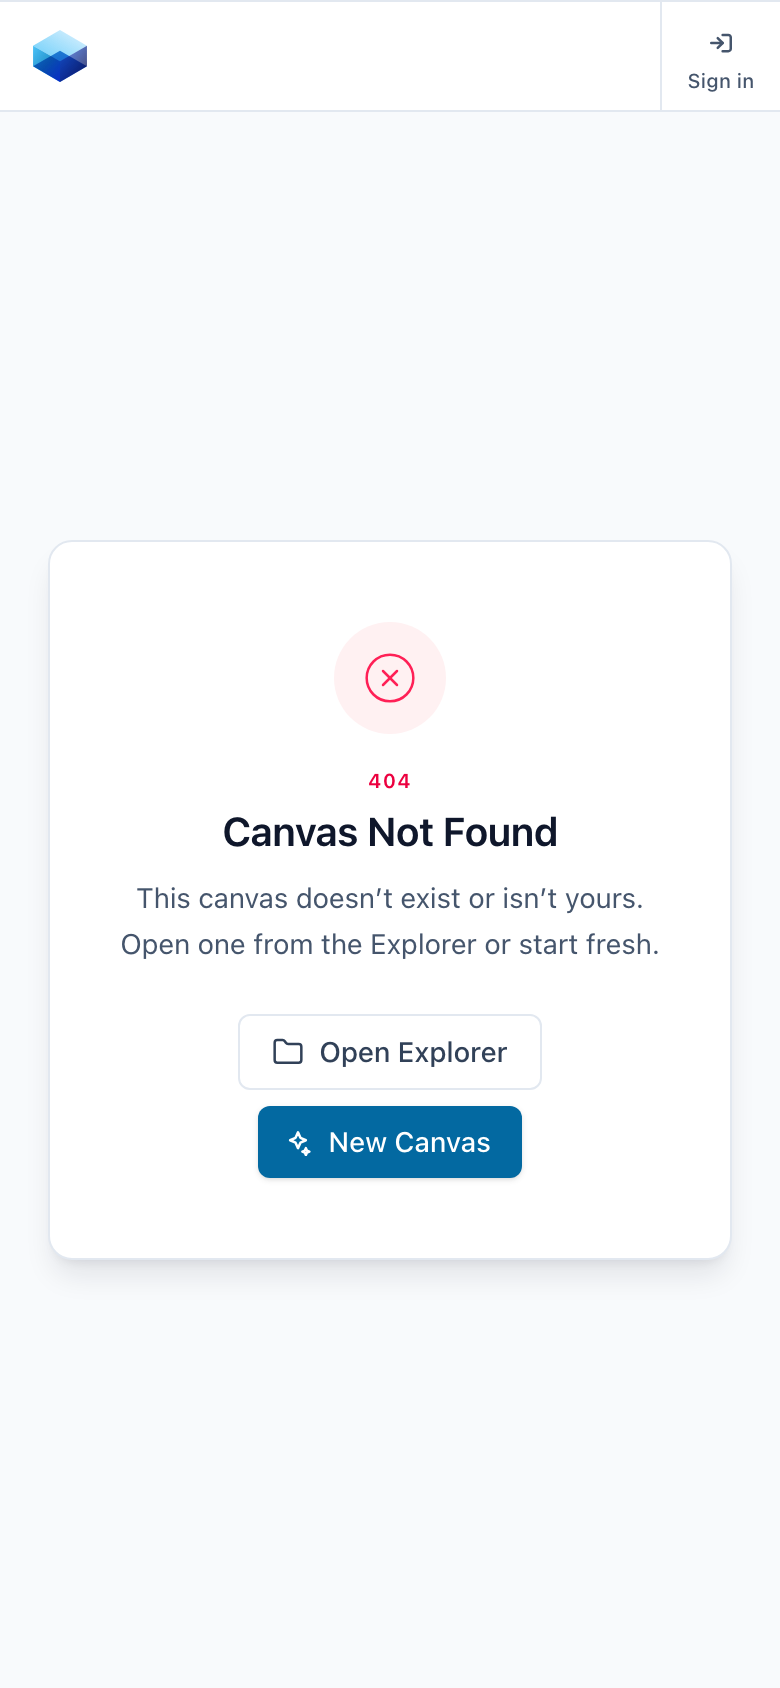 Sign in
404
Canvas Not Found
This canvas doesn’t exist or isn’t yours.
Open one from the Explorer or start fresh.
Open Explorer
New Canvas